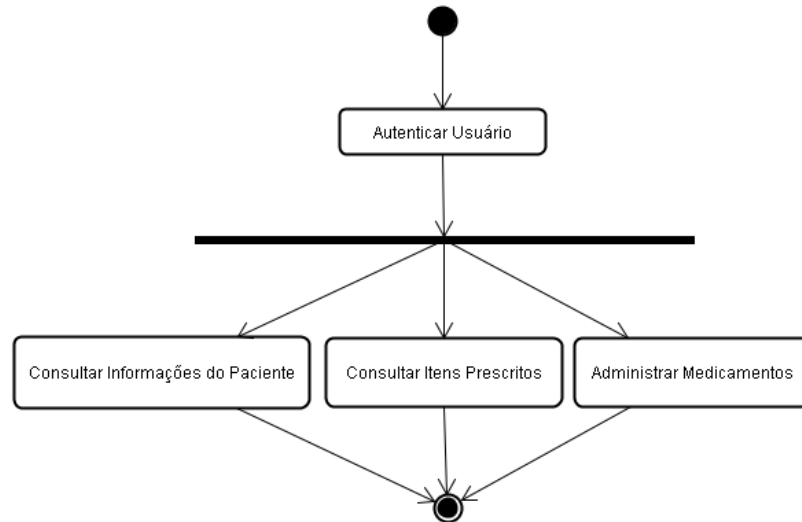 Autenticar Usuário
Consultar Informações do Paciente
Consultar Itens Prescritos
Administrar Medicamentos